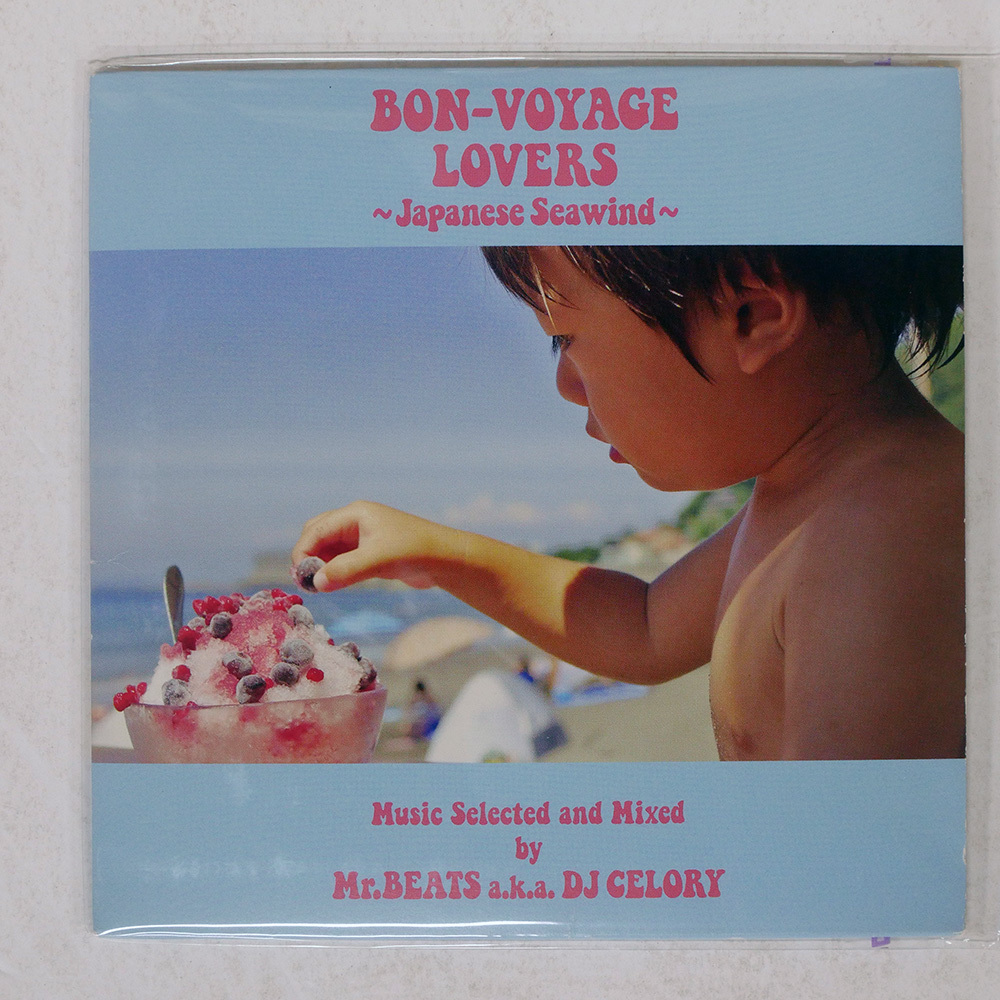 BON-VOYAGE
LOVERS
~Japanese Seawind~
Music Selected and Mixed
by
Mr.BEATS a.k.a. DJ CELORY